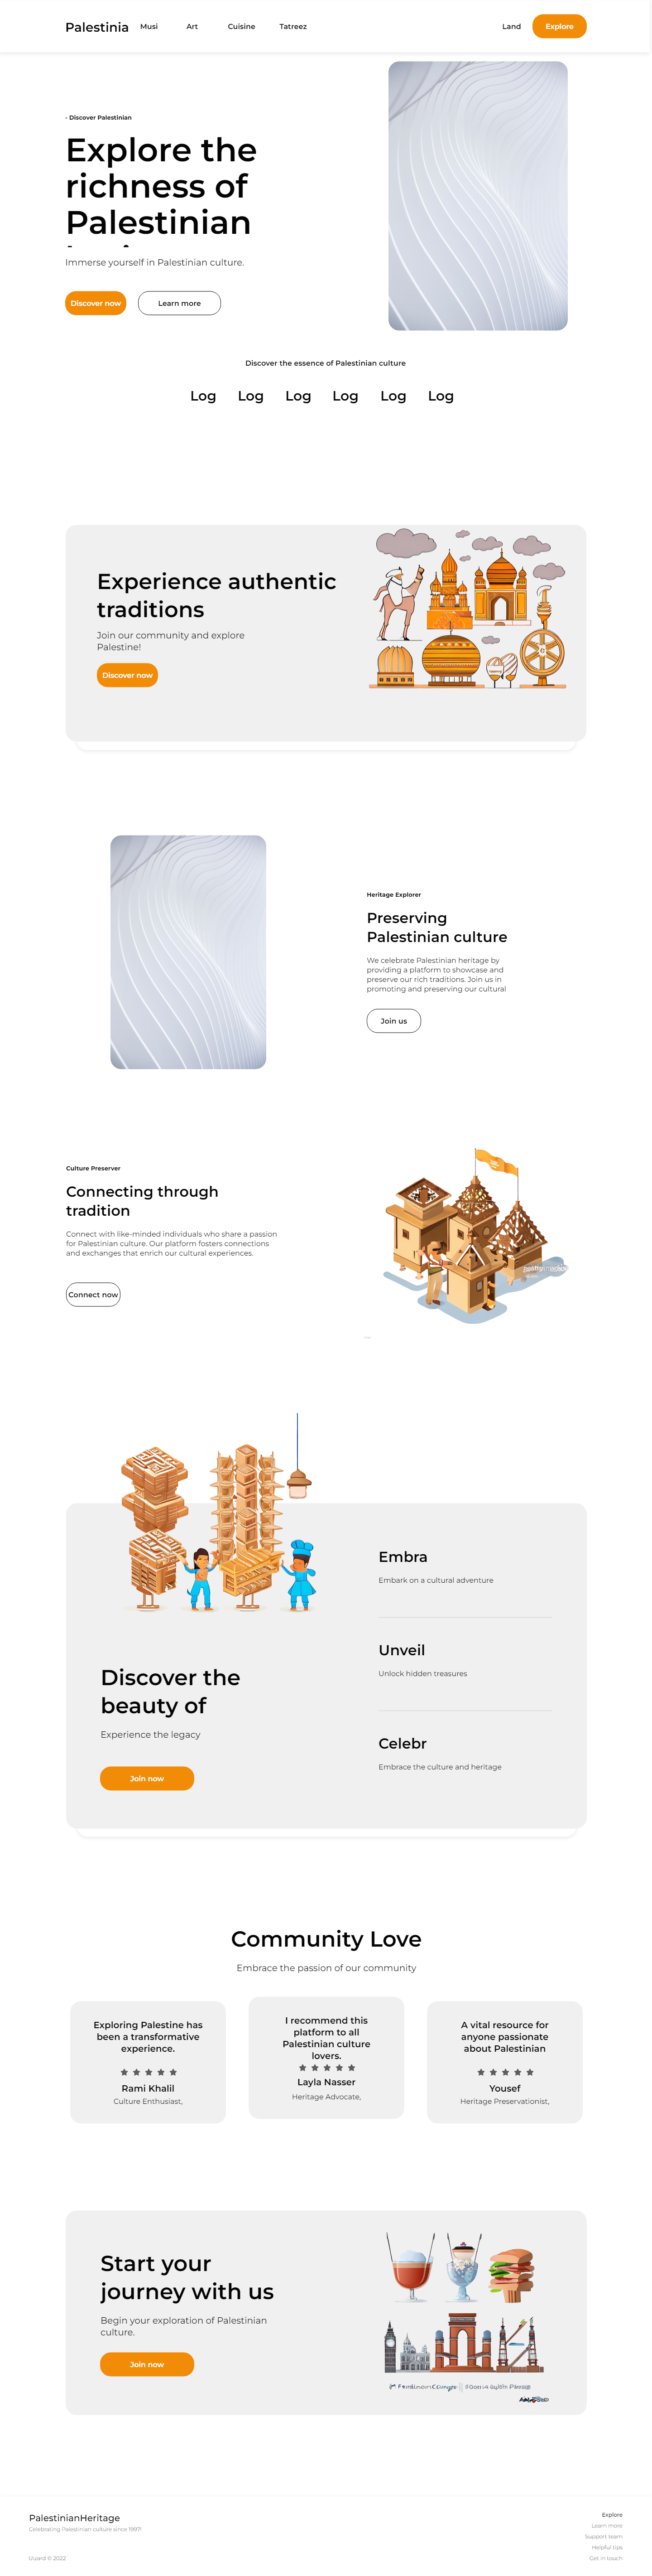 Palestinia
Musi
Art
Cuisine
Tatreez
Land
Explore
- Discover Palestinian
Explore the
richness of
Palestinian
Immerse yourself in Palestinian culture.
Discover now
Learn more
Discover the essence of Palestinian culture
Log
Log
Log
Log
Log
Log
Experience authentic
traditions
Join our community and explore
Palestine!
Discover now
Heritage Explorer
Preserving
Palestinian culture
We celebrate Palestinian heritage by
providing a platform to showcase and
preserve our rich traditions. Join us in
promoting and preserving our cultural
Join us
Culture Preserver
Connecting through
tradition
Connect with like-minded individuals who share a passion
for Palestinian culture. Our platform fosters connections
and exchanges that enrich our cultural experiences.
Connect now
Discover the
beauty of
Experience the legacy
Join now
Embra
Embark on a cultural adventure
Unveil
Unlock hidden treasures
Celebr
Embrace the culture and heritage
Community Love
Embrace the passion of our community
Exploring Palestine has
been a transformative
experience.
Rami Khalil
Culture Enthusiast,
I recommend this
platform to all
Palestinian culture
lovers.
Layla Nasser
Heritage Advocate,
A vital resource for
anyone passionate
about Palestinian
Yousef
Heritage Preservationist,
Start your
journey with us
Begin your exploration of Palestinian
culture.
Join now
PalestinianHeritage
Celebrating Palestinian culture since 1997!
Uuard © 2022
Explore
Learn more
Support team
Helpful tips
Get in touch